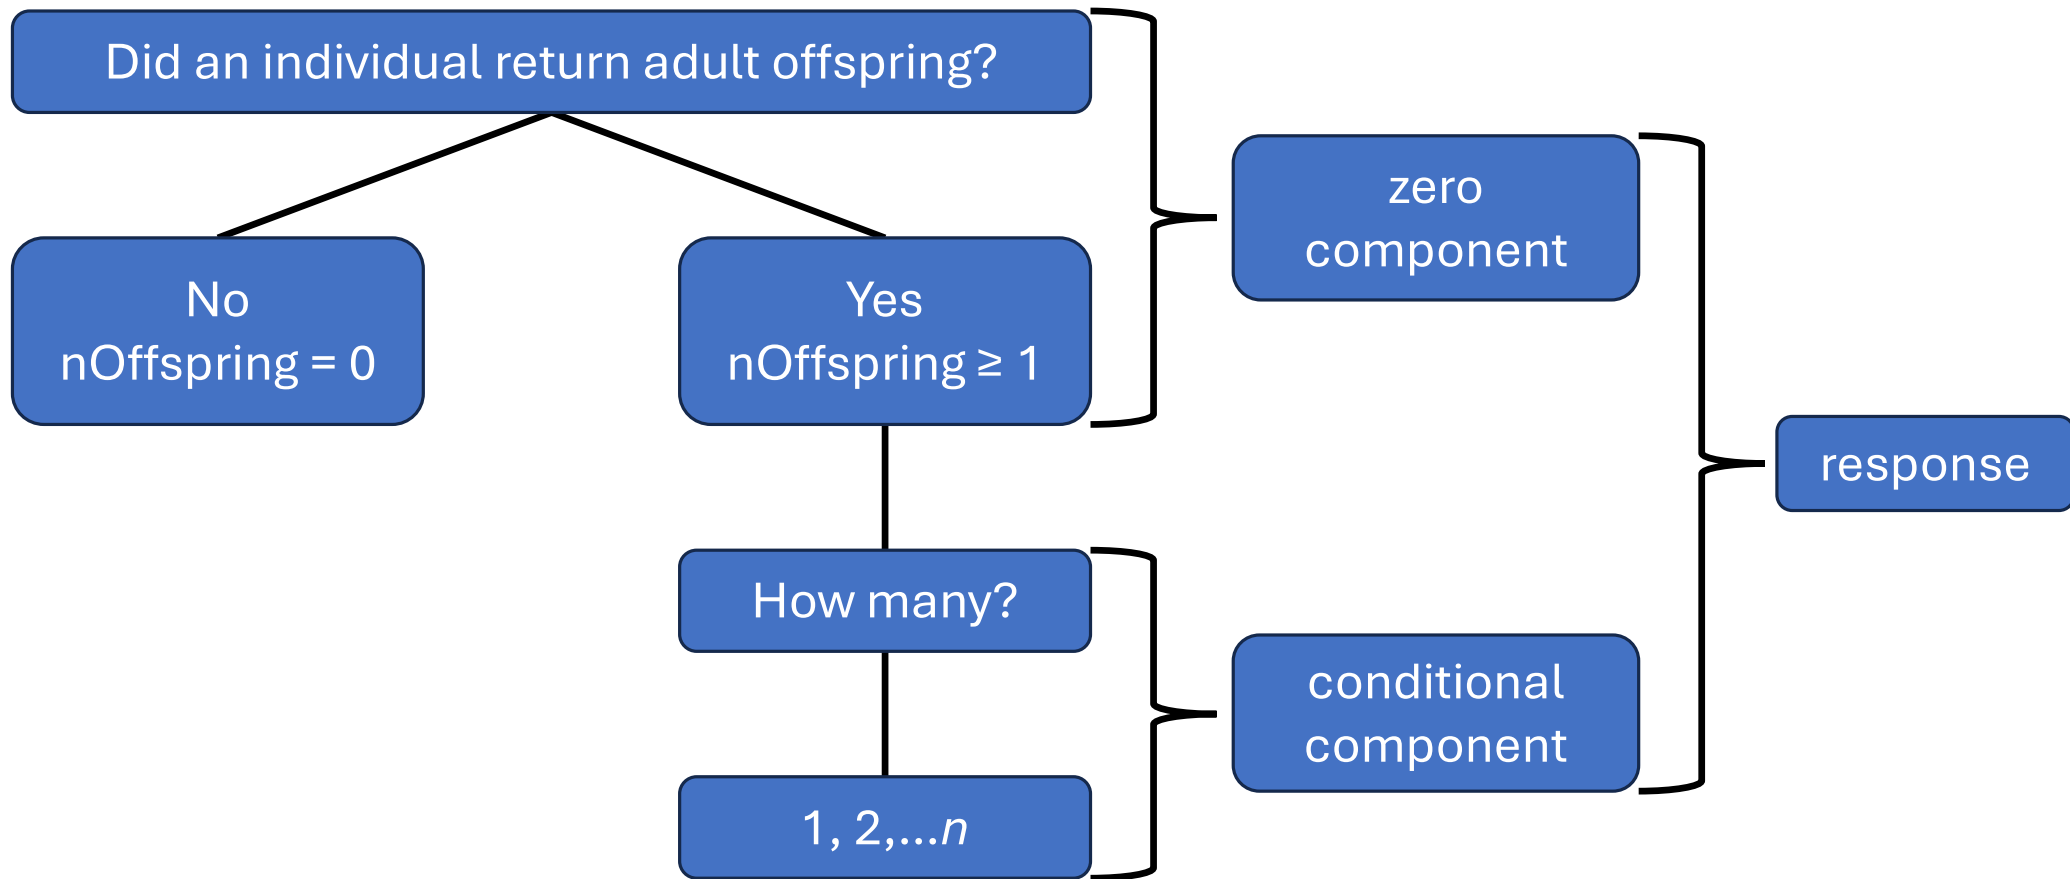 Did an individual return adult offspring?
No
nOffspring = 0
Yes
nOffspring ≥ 1
How many?
1, 2,...n
zero
component
conditional
component
response